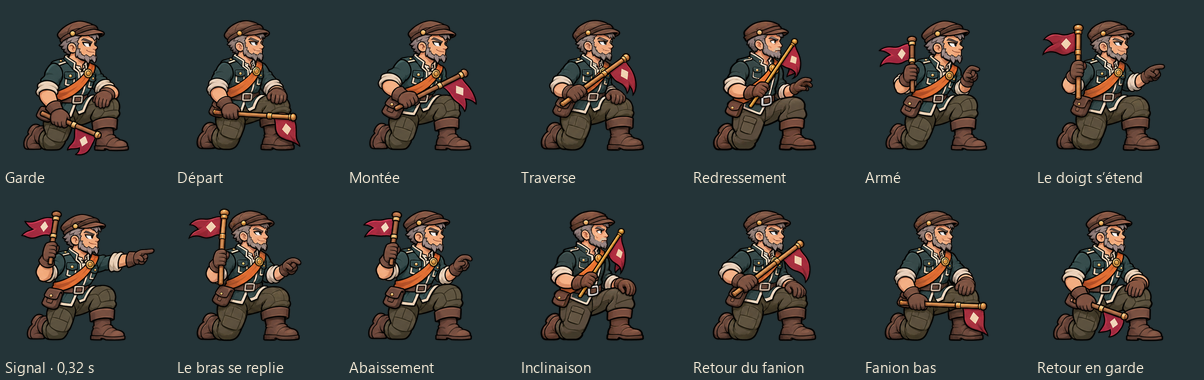 Garde
Départ
Montée
Traverse
Redressement
Armé
Le doigt s’étend
Signal · 0,32 s
Le bras se replie
Abaissement
Inclinaison
Retour du fanion
Fanion bas
Retour en garde